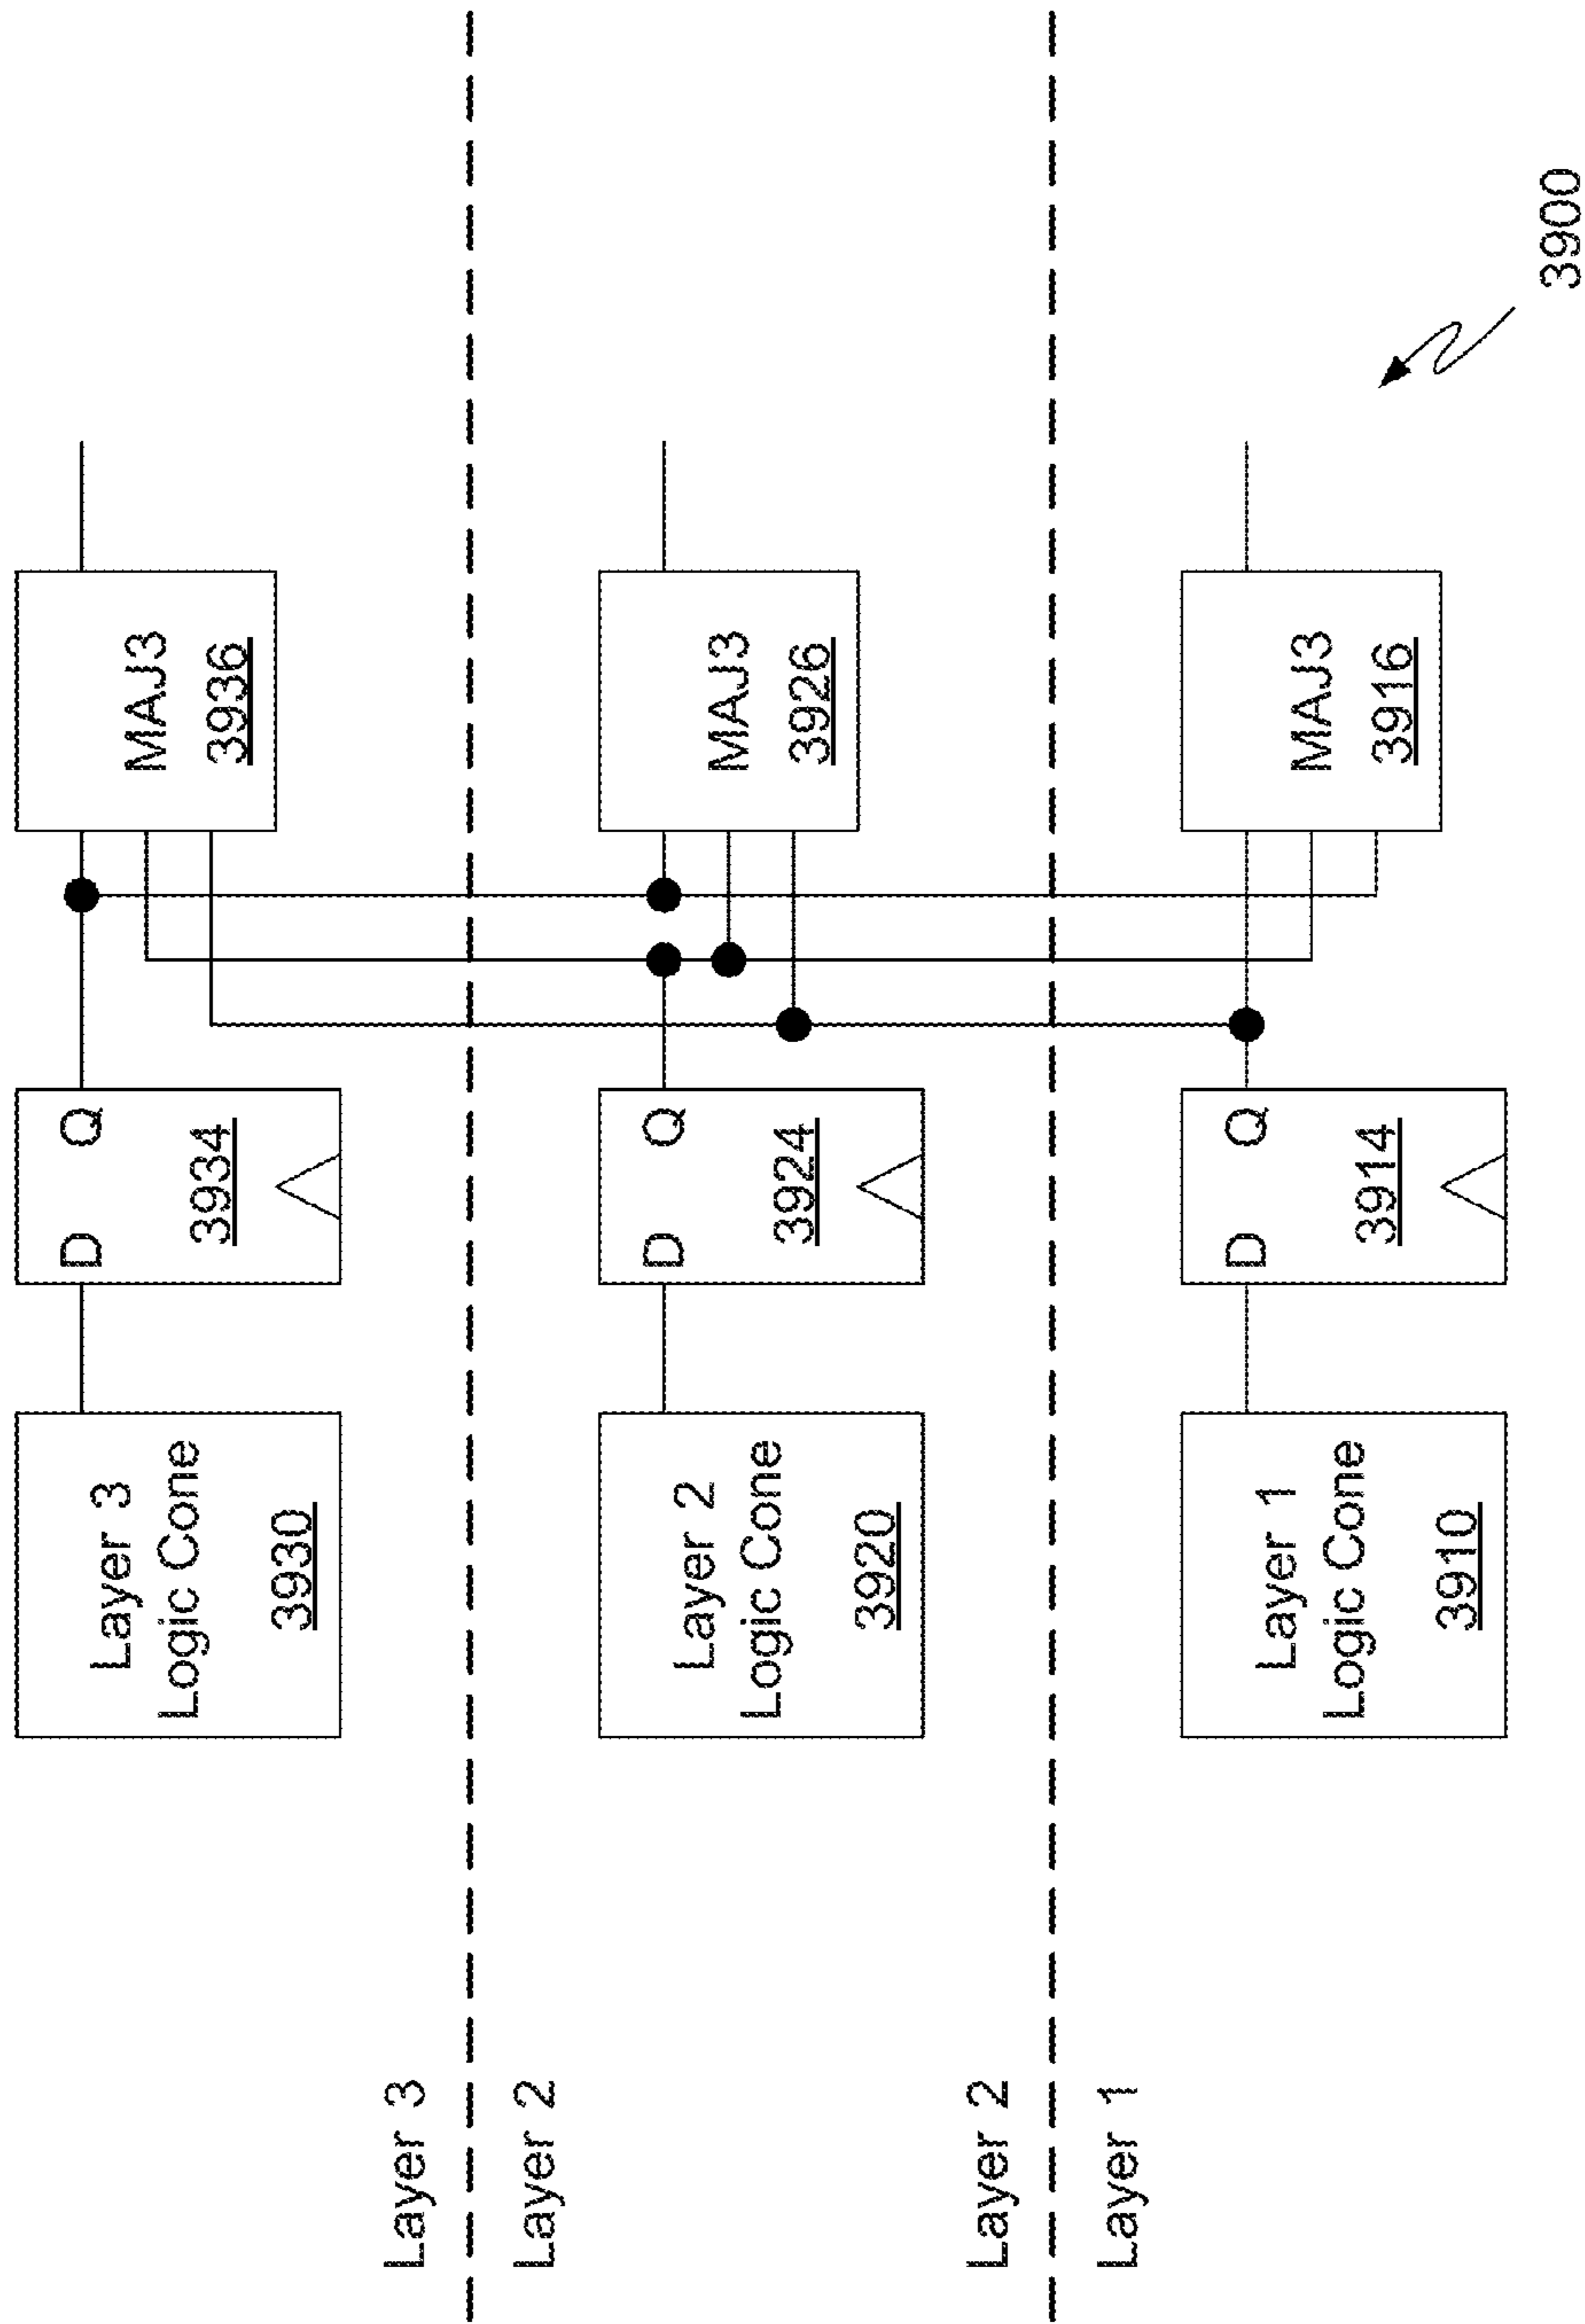 Layer 3
Logic Cone
3930
D
Q
3934
MAJ3
3936
Layer 3
Layer 2
Layer 2
Logic Cone
3920
D
Q
3924
MAJ3
3926
Layer 2
Layer 1
Layer 1
Logic Cone
3910
D
Q
3914
MAJ3
3916
3900